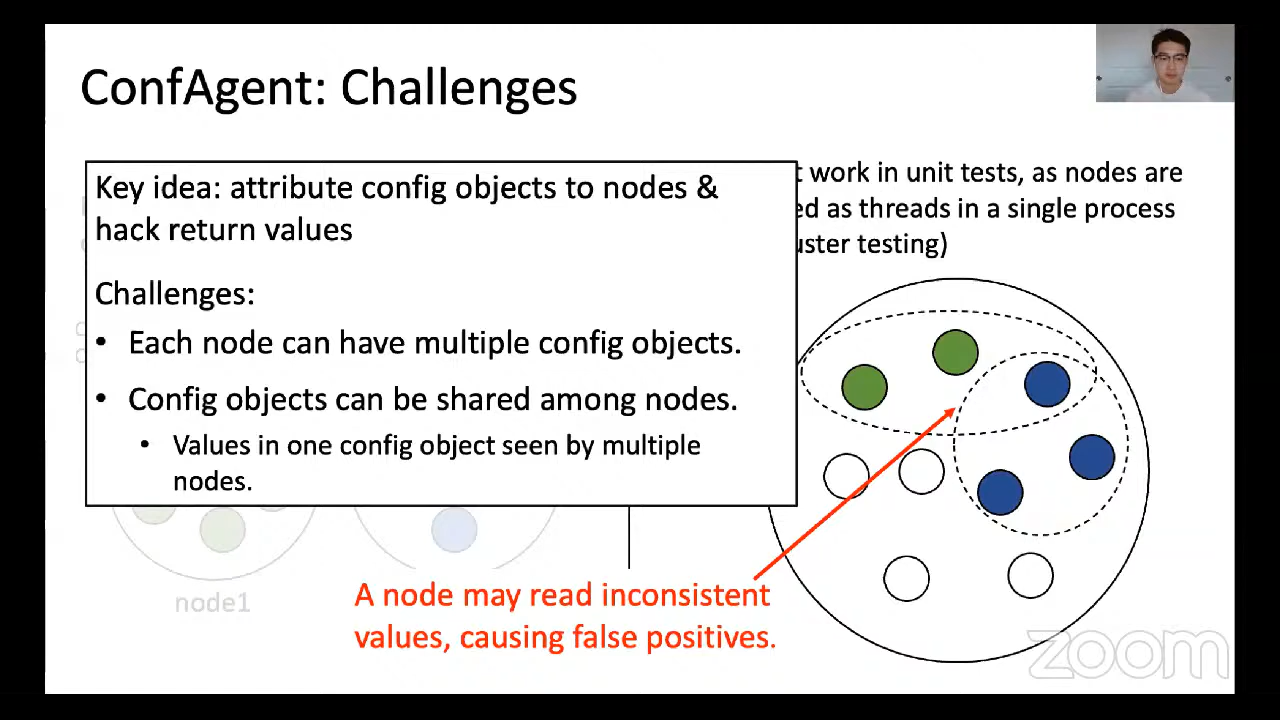 ConfAgent: Challenges
Key idea: attribute config objects to nodes &
hack return values
Challenges:
• Each node can have multiple config objects.
• Config objects can be shared among nodes.
• Values in one config object seen by multiple
nodes.
work in unit tests, as nodes are
as threads in a single process
testing)
node1
A node may read inconsistent
values, causing false positives.
zoom